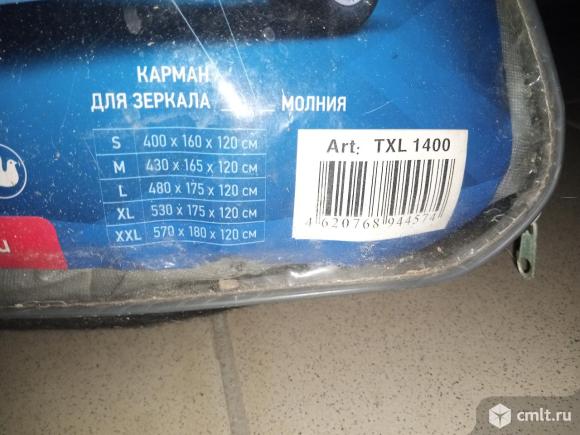 КАРМАН
ДЛЯ ЗЕРКАЛА
МОЛНИЯ
S 400 x 160 x 120 см
M 430 x 165 x 120 см
L 480 x 175 x 120 см
XL 530 x 175 x 120 см
XXL 570 x 180 x 120 см
Art: TXL 1400
4 620768 944574
u
cmlt.ru